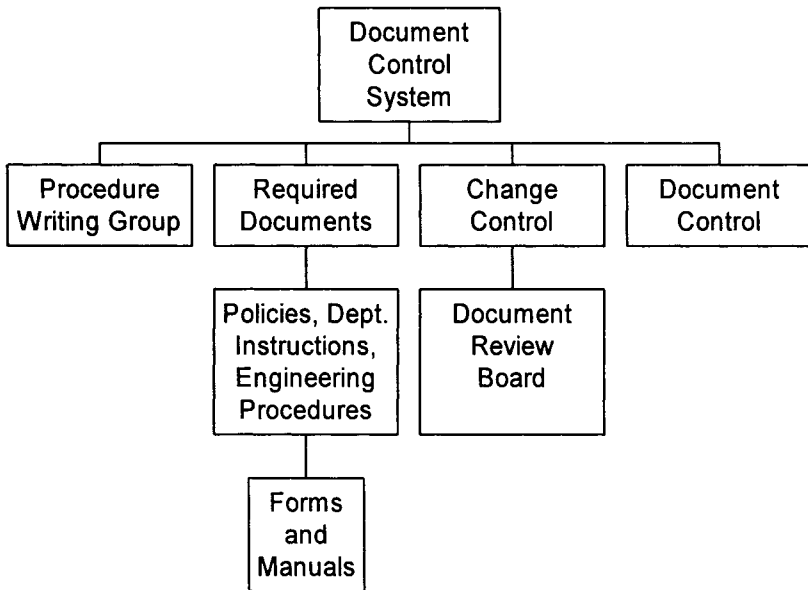 Document
Control
System
Procedure
Writing Group
Required
Documents
Change
Control
Document
Control
Policies, Dept.
Instructions,
Engineering
Procedures
Document
Review
Board
Forms
and
Manuals